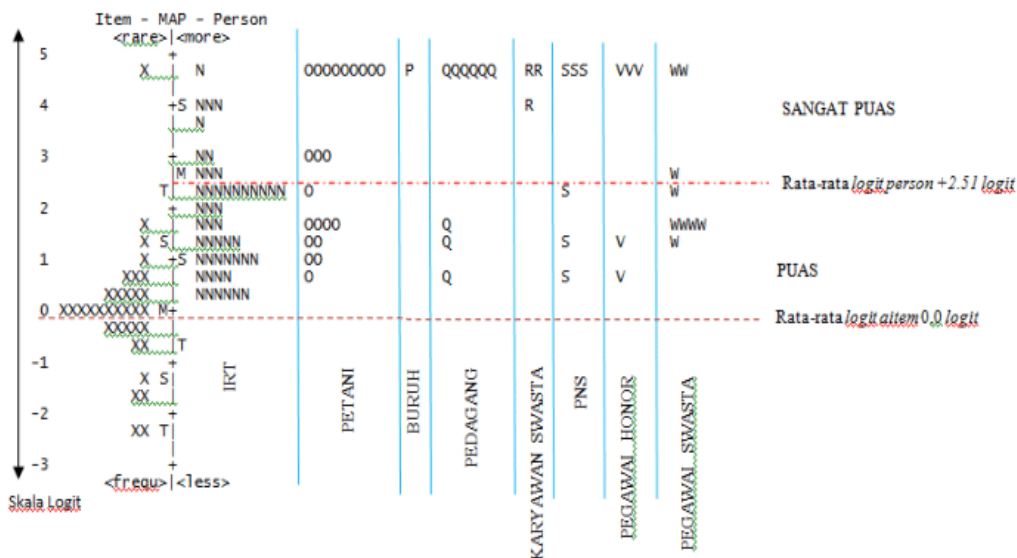 Item - MAP - Person
<rare>|<more>
5 +
X | N OOOOOOOOO P QQQQQQ RR SSS VVV WW
4 +S NNN R SANGAT PUAS
| N
3 + NN OOO
|M NNN W
Rata-rata logit person +2.51 logit
T| NNNNNNNNNN O S W
2 + NNN
X | NNN OOOO Q WWWW
X S| NNNNN OO Q S V W
1 X +S NNNNNNN OO
XXX | NNNN O Q S V PUAS
XXXXX | NNNNNN
0 XXXXXXXXXX M+
Rata-rata logit aitem 0,0 logit
XXXXX |
XX |T
-1 +
X S|
XX |
-2 +
XX T|
-3 +
<frequ>|<less>
Skala Logit
IRT
PETANI
BURUH
PEDAGANG
KARYAWAN SWASTA
PNS
PEGAWAI HONOR
PEGAWAI SWASTA